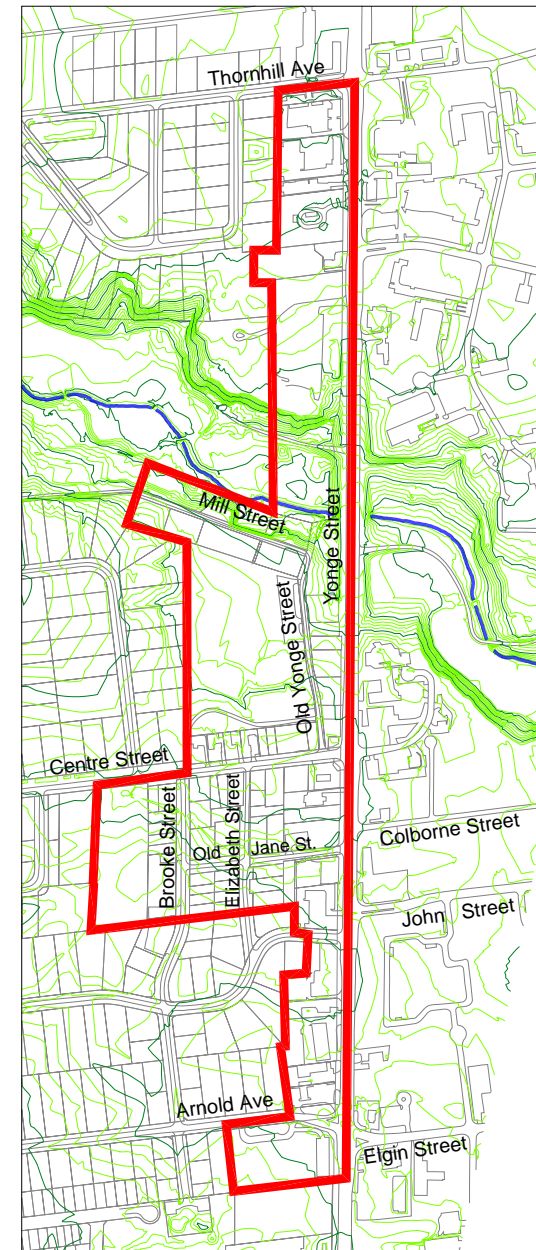 Thornhill Ave
Mill Street
Yonge Street
Old Yonge Street
Centre Street
Brooke Street
Elizabeth Street
Old Jane St.
Colborne Street
John Street
Arnold Ave
Elgin Street